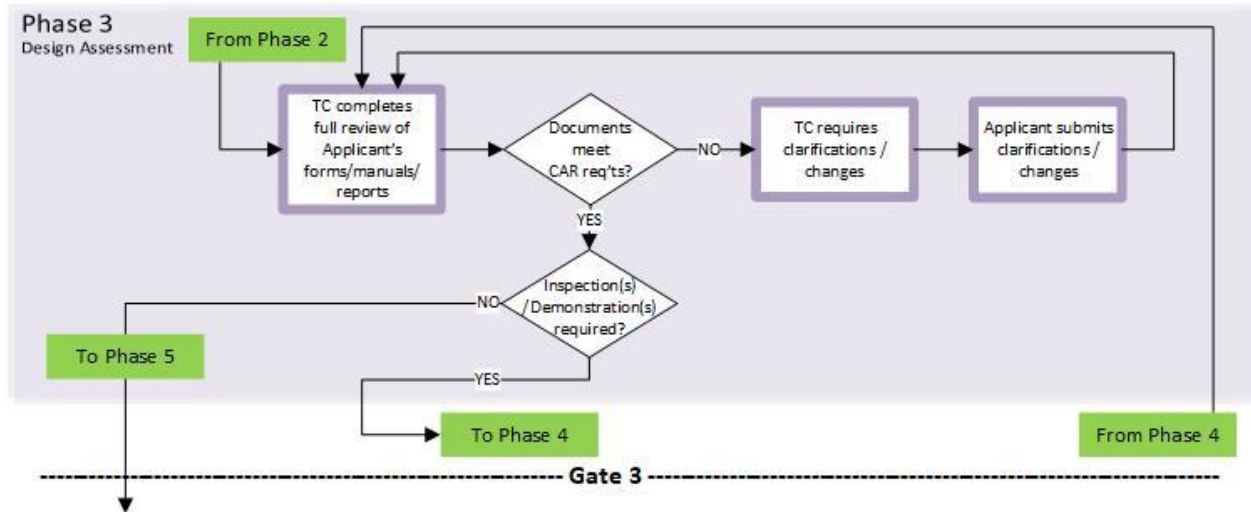 Phase 3
Design Assessment
From Phase 2
TC completes
full review of
Applicant's
forms/manuals/
reports
Documents
meet
CAR req'ts?
NO
TC requires
clarifications /
changes
Applicant submits
clarifications /
changes
YES
Inspection(s)
/Demonstration(s)
required?
NO
To Phase 5
YES
To Phase 4
From Phase 4
Gate 3